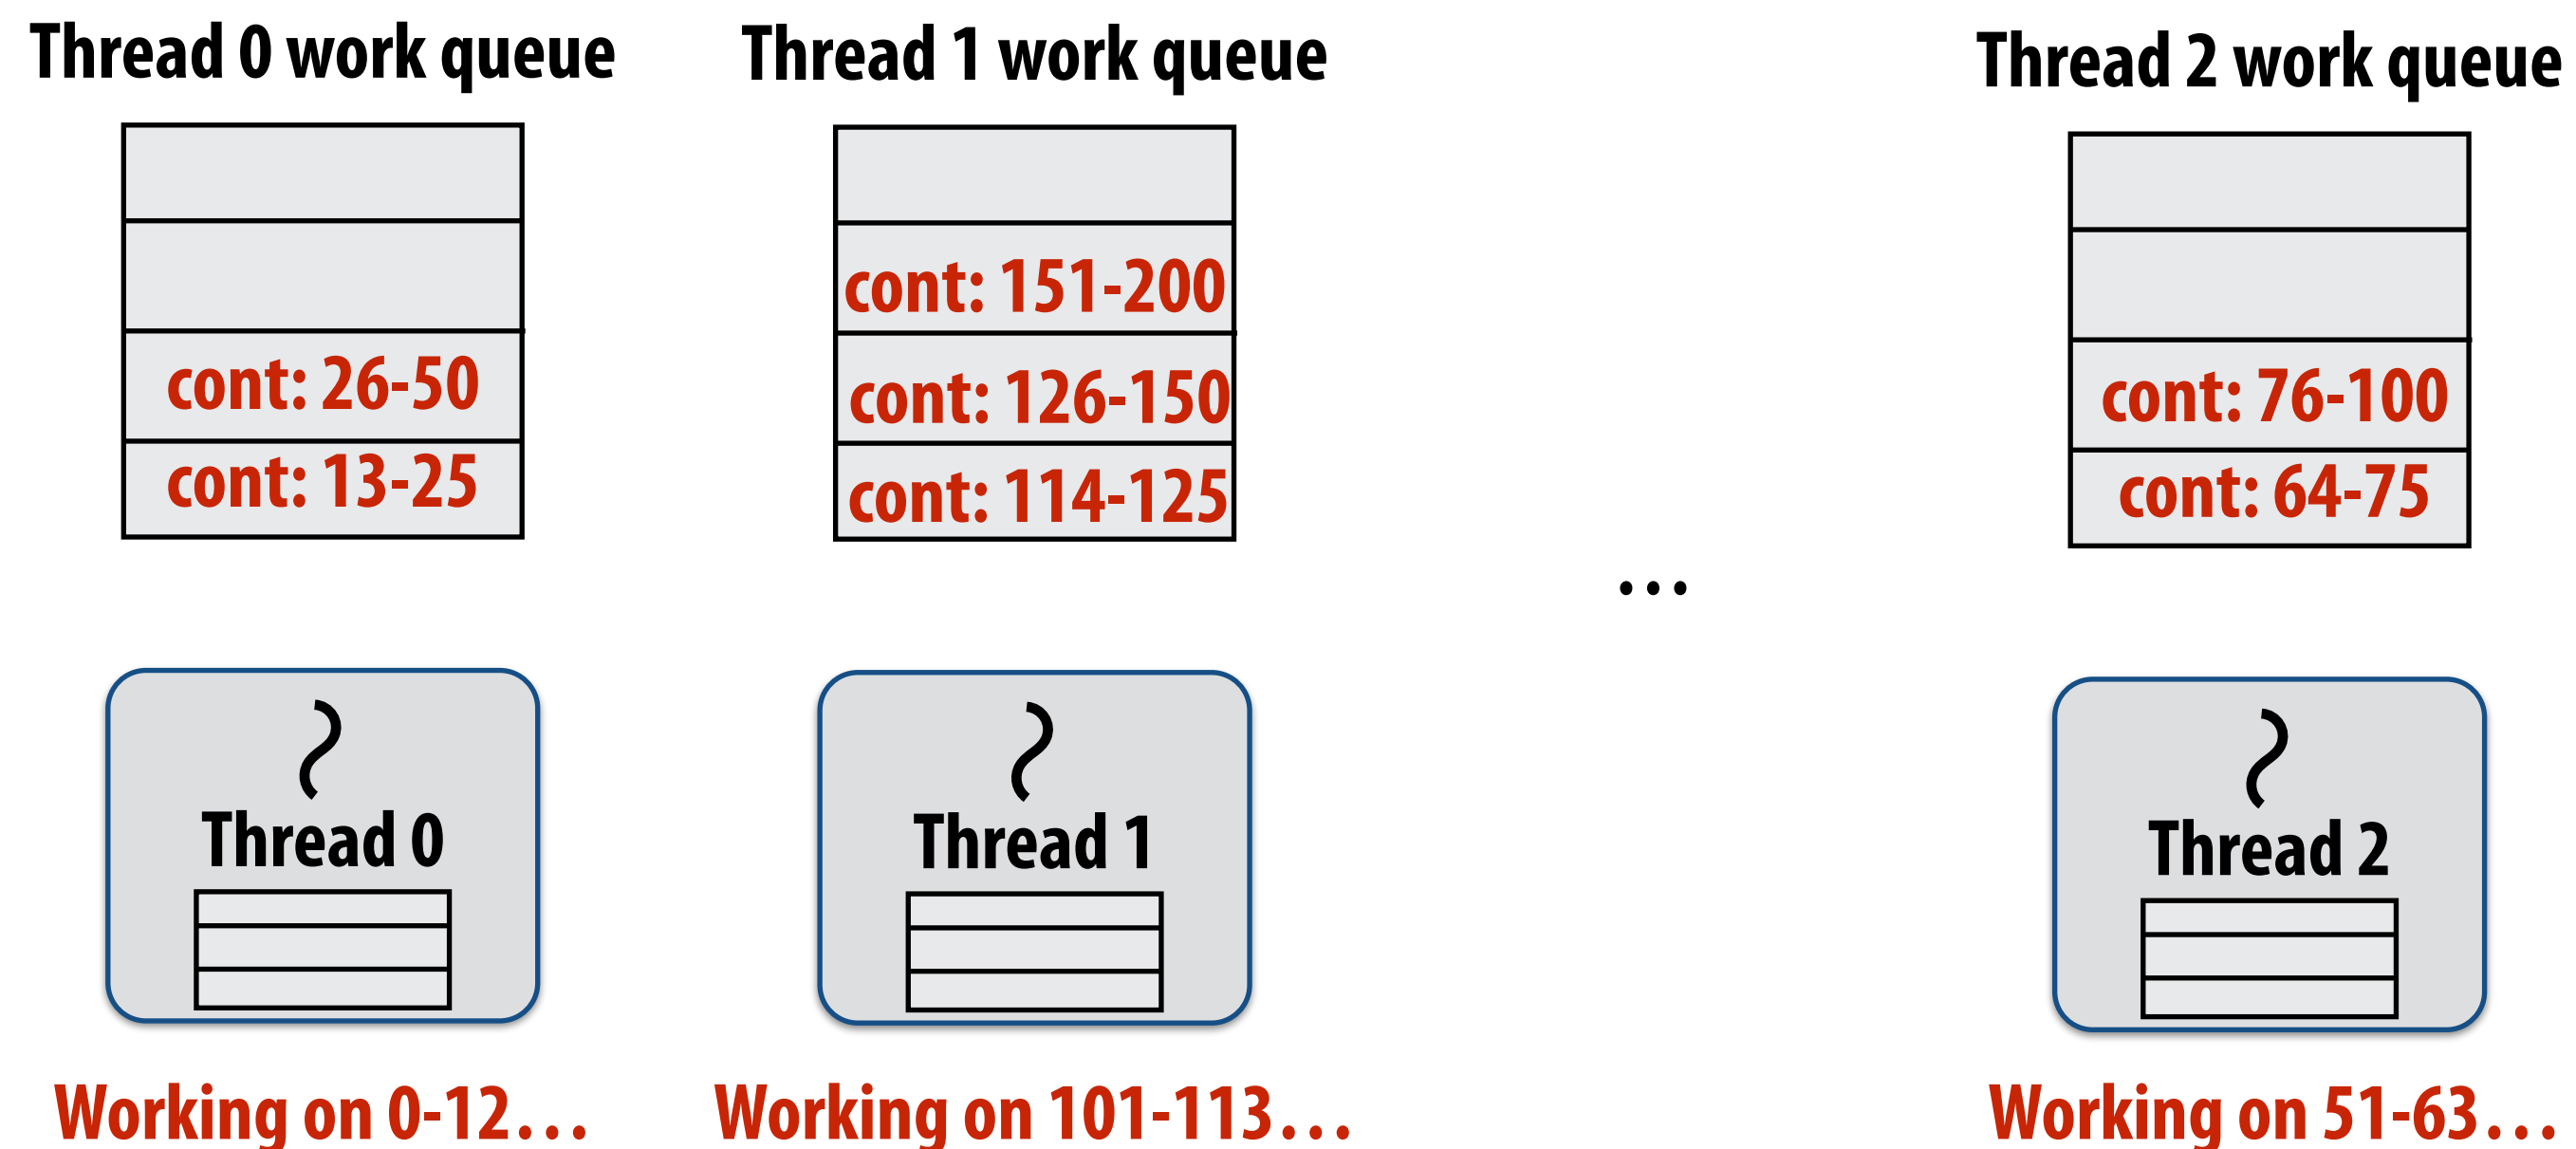 Thread 0 work queue
Thread 1 work queue
Thread 2 work queue
cont: 26-50
cont: 13-25
cont: 151-200
cont: 126-150
cont: 114-125
cont: 76-100
cont: 64-75
...
Thread 0
Thread 1
Thread 2
Working on 0-12...
Working on 101-113...
Working on 51-63...